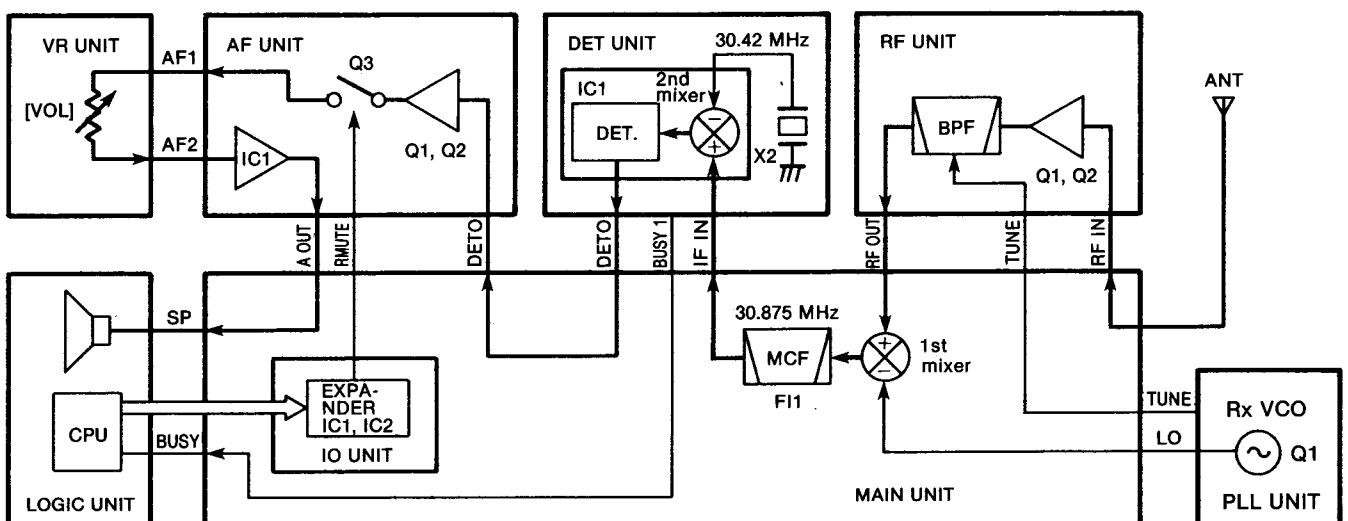 VR UNIT
[VOL]
AF1
AF2
AF UNIT
Q3
Q1, Q2
IC1
A OUT
RMUTE
DETO
DET UNIT
30.42 MHz
IC1
2nd
mixer
DET.
−
+
X2
DETO
BUSY 1
IF IN
RF UNIT
BPF
Q1, Q2
RF OUT
TUNE
RF IN
ANT
SP
CPU
BUSY
LOGIC UNIT
EXPA-
NDER
IC1, IC2
IO UNIT
30.875 MHz
MCF
FI1
+
−
1st
mixer
MAIN UNIT
TUNE
LO
Rx VCO
Q1
PLL UNIT